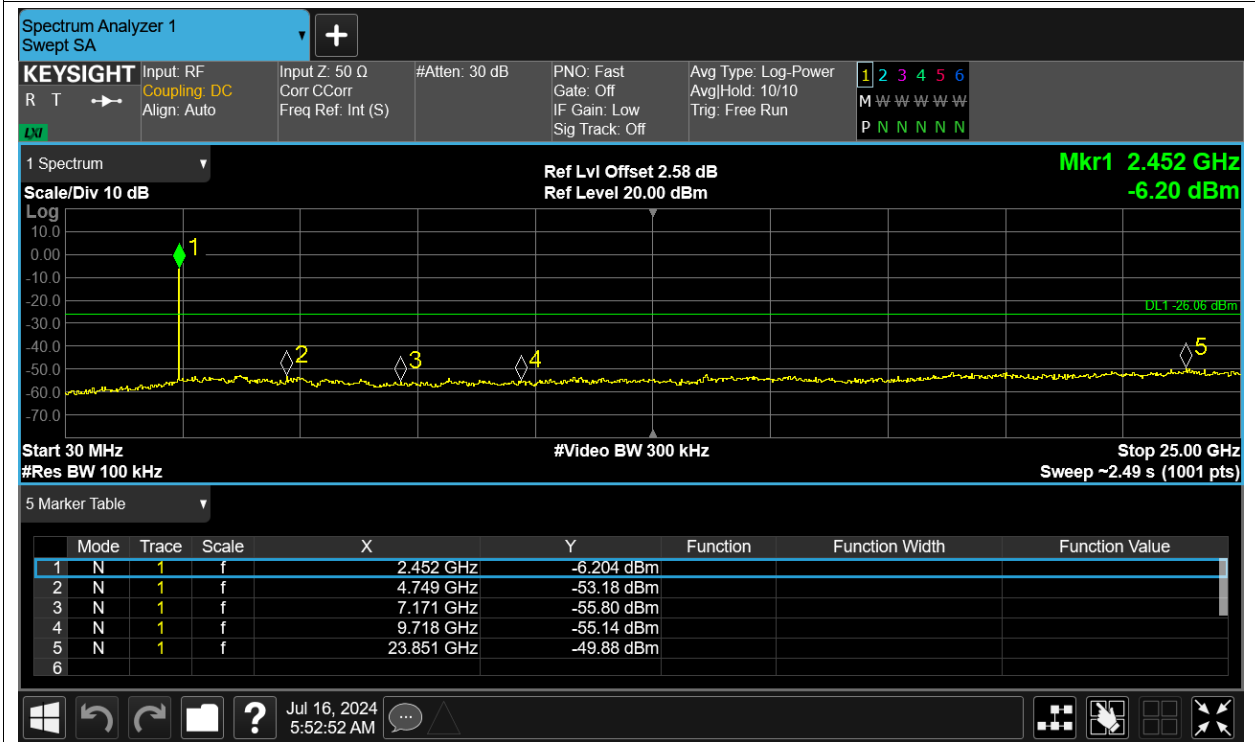 Spectrum Analyzer 1
Swept SA
+
KEYSIGHT Input: RF Input Z: 50 Ω #Atten: 30 dB PNO: Fast Avg Type: Log-Power 1 2 3 4 5 6
R T Coupling: DC Corr CCorr Gate: Off Avg|Hold: 10/10 M W W W W W
Align: Auto Freq Ref: Int (S) IF Gain: Low Trig: Free Run
LXI Sig Track: Off P N N N N N
1 Spectrum
Ref Lvl Offset 2.58 dB Mkr1 2.452 GHz
Scale/Div 10 dB Ref Level 20.00 dBm -6.20 dBm
Log
10.0
0.00
-10.0
-20.0
-30.0
-40.0
-50.0
-60.0
-70.0
1
2
3
4
5
DL1 -26.06 dBm
Start 30 MHz #Video BW 300 kHz Stop 25.00 GHz
#Res BW 100 kHz Sweep ~2.49 s (1001 pts)
5 Marker Table
Mode Trace Scale X Y Function Function Width Function Value
1 N 1 f 2.452 GHz -6.204 dBm
2 N 1 f 4.749 GHz -53.18 dBm
3 N 1 f 7.171 GHz -55.80 dBm
4 N 1 f 9.718 GHz -55.14 dBm
5 N 1 f 23.851 GHz -49.88 dBm
6
? Jul 16, 2024
5:52:52 AM